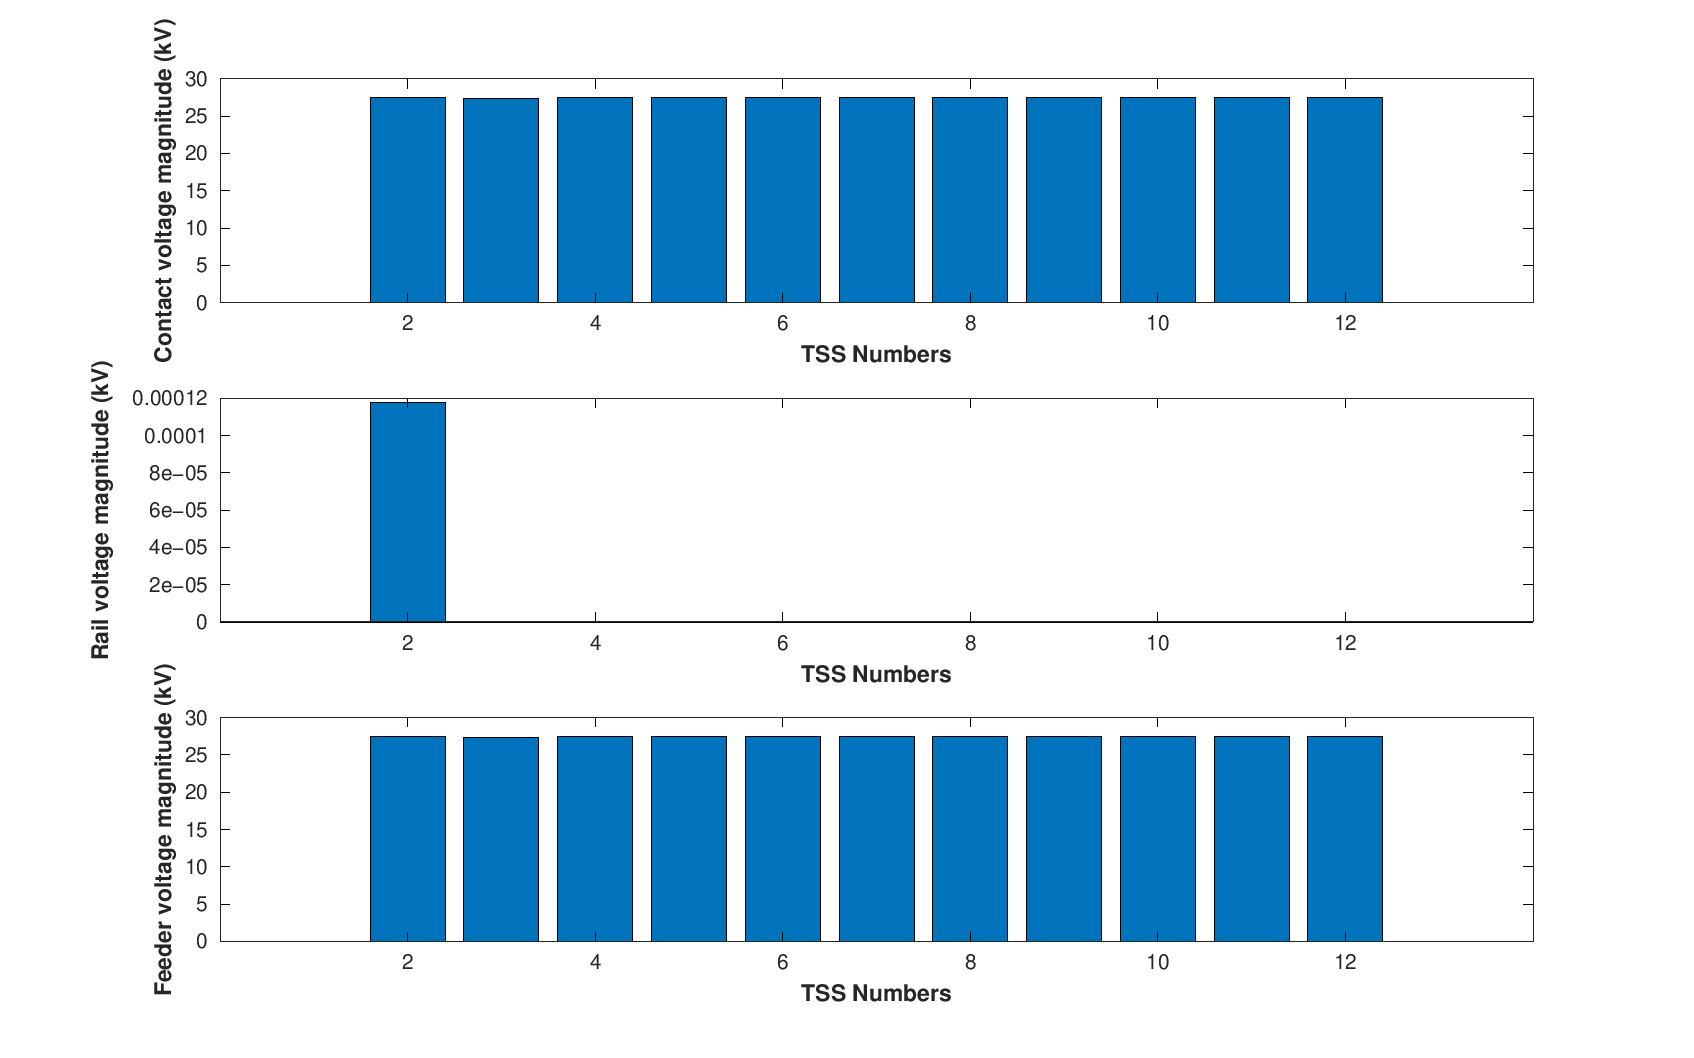 Contact voltage magnitude (kV)
30
25
20
15
10
5
0
2 4 6 8 10 12
TSS Numbers
Rail voltage magnitude (kV)
0.00012
0.0001
8e−05
6e−05
4e−05
2e−05
0
2 4 6 8 10 12
TSS Numbers
Feeder voltage magnitude (kV)
30
25
20
15
10
5
0
2 4 6 8 10 12
TSS Numbers